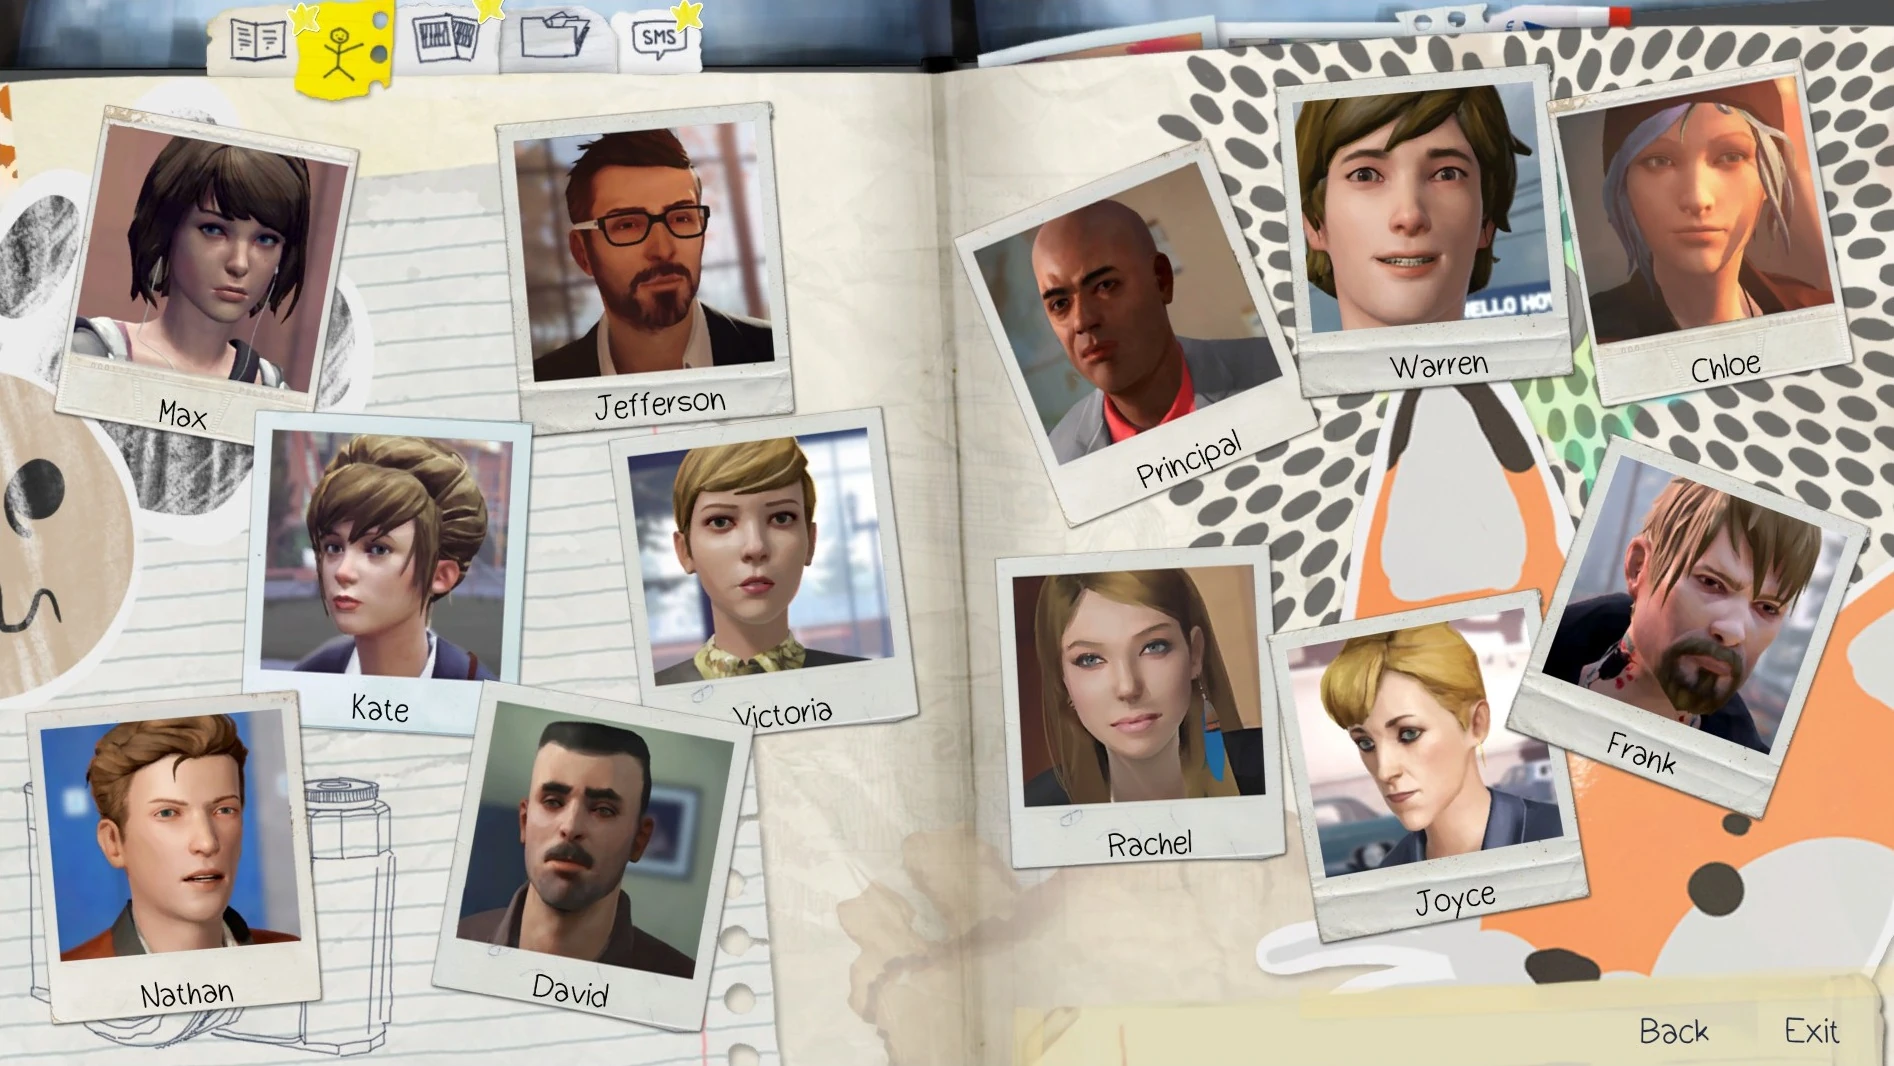 SMS
Max
Jefferson
Kate
Victoria
Nathan
David
Principal
Warren
Chloe
Rachel
Joyce
Frank
Back
Exit